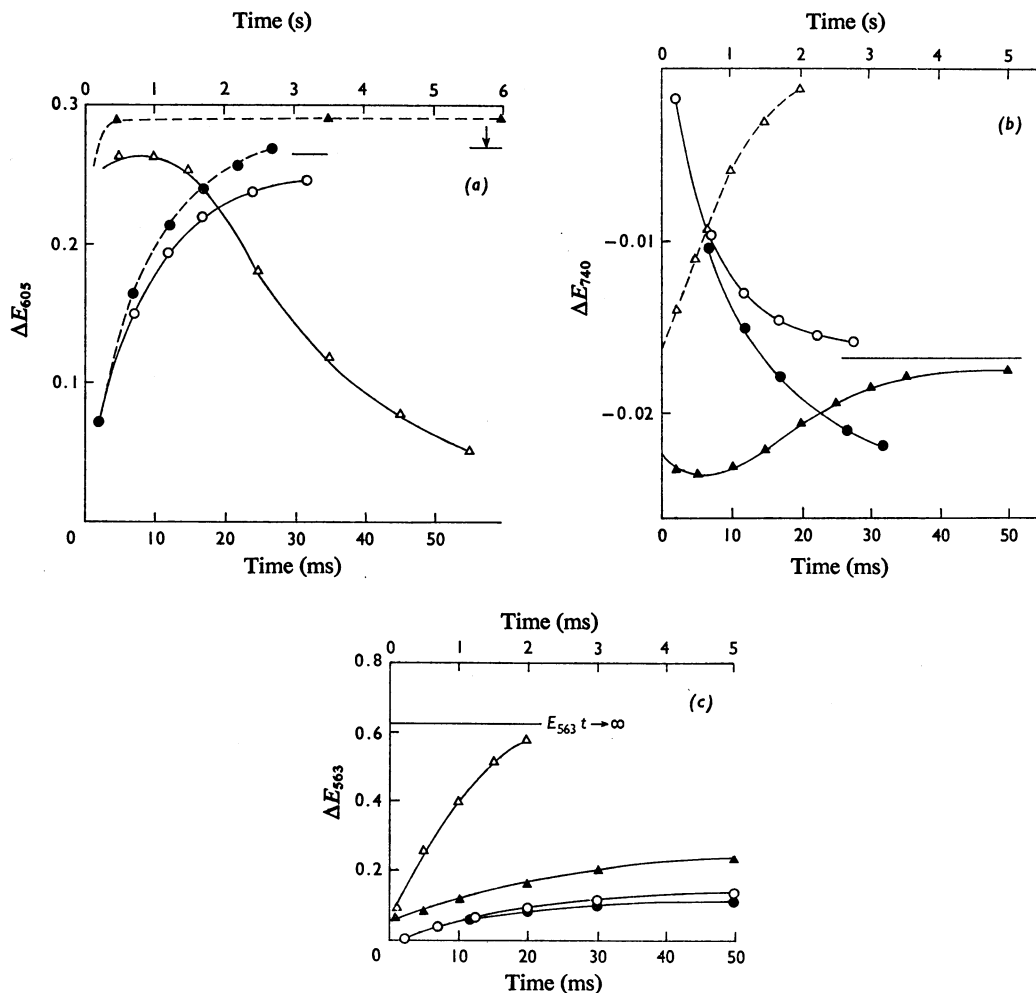 Time (s)
0 1 2 3 4 5 6
0.3
0.2
0.1
0
ΔE605
(a)
10 20 30 40 50
Time (ms)
Time (s)
0 1 2 3 4 5
(b)
−0.01
−0.02
ΔE740
0 10 20 30 40 50
Time (ms)
Time (ms)
0 1 2 3 4 5
0.8
0.6
0.4
0.2
0
ΔE563
(c)
E563 t→∞
10 20 30 40 50
Time (ms)